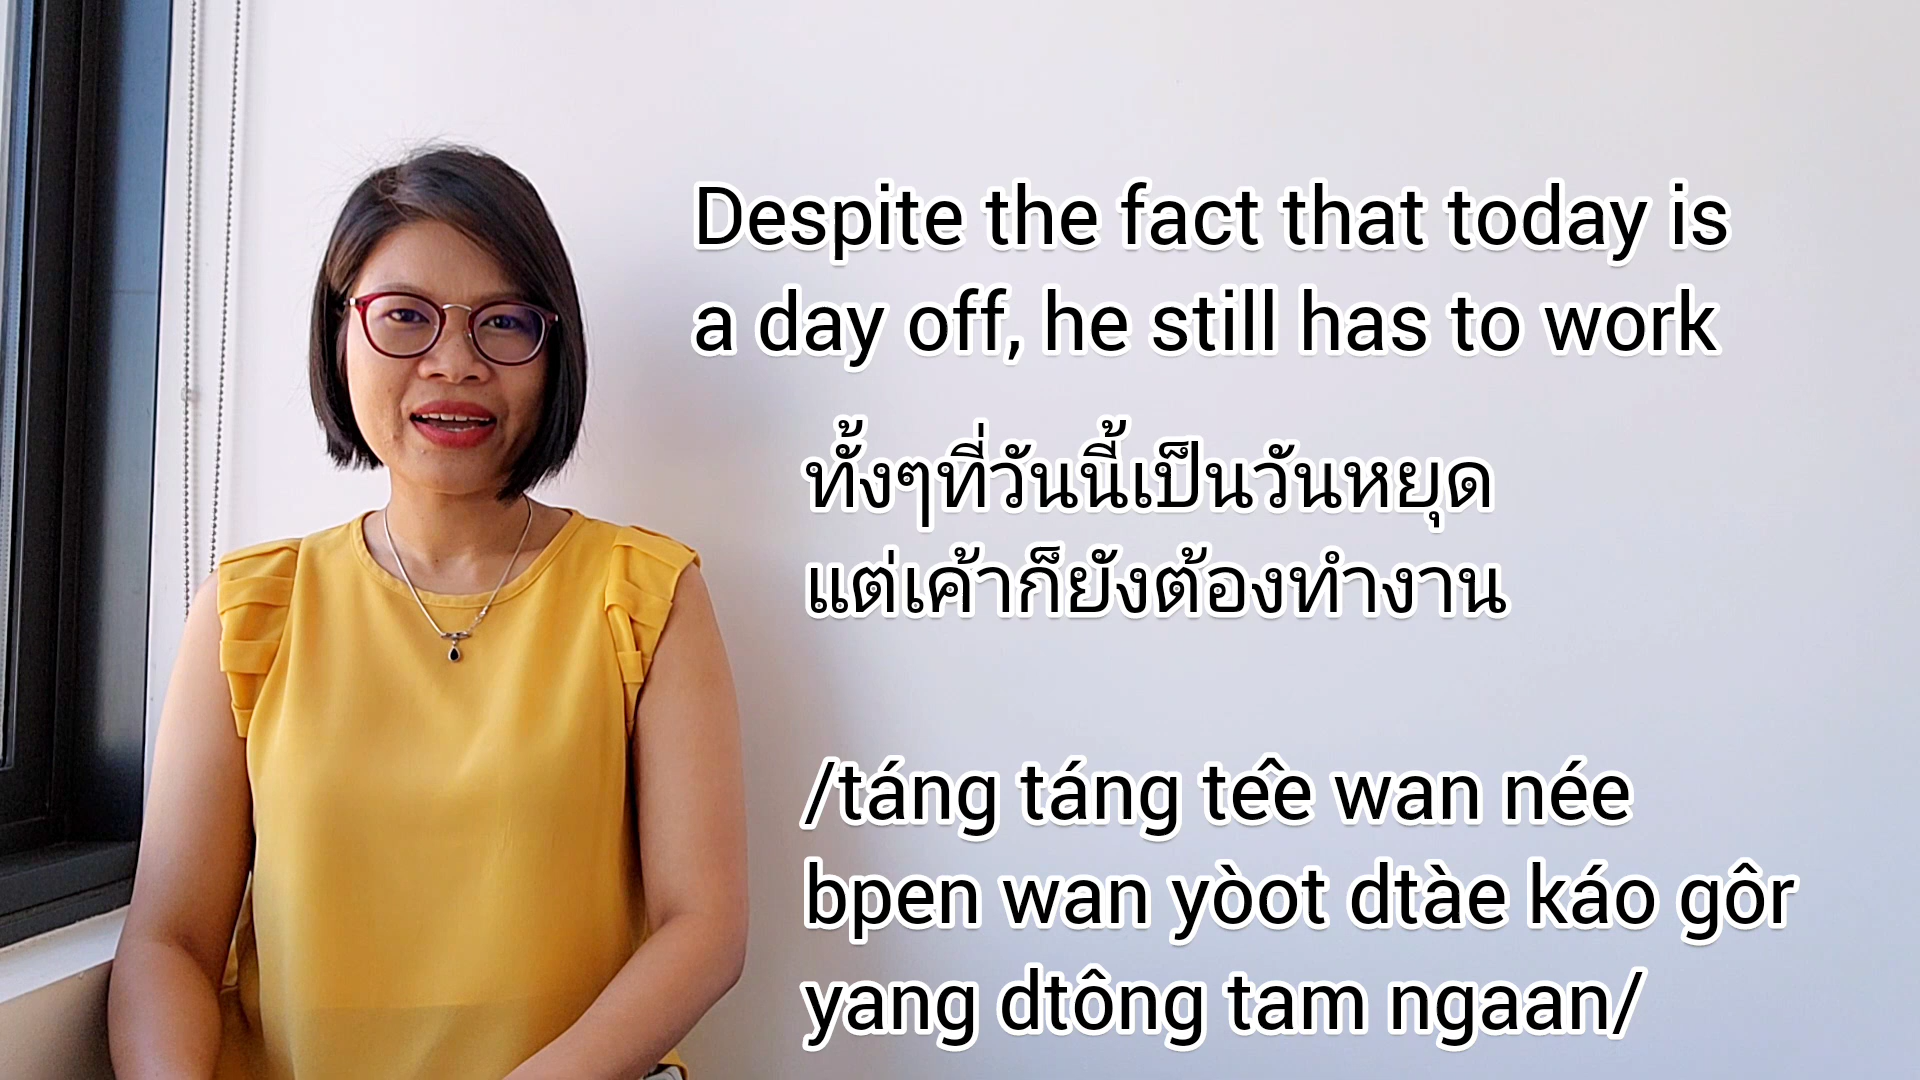 Despite the fact that today is
a day off, he still has to work
ทั้งๆที่วันนี้เป็นวันหยุด
แต่เค้าก็ยังต้องทำงาน
/táng táng teê wan née
bpen wan yòot dtàe káo gôr
yang dtông tam ngaan/